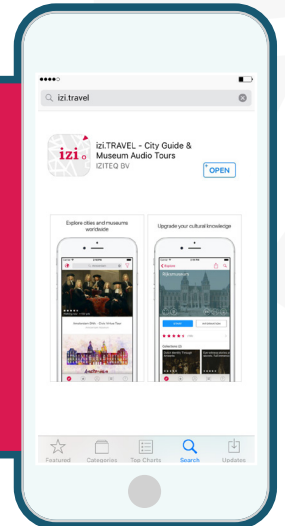 izi.travel
izi.
izi.TRAVEL - City Guide &
Museum Audio Tours
IZITEQ BV
OPEN
Explore cities and museums
worldwide
Upgrade your cultural knowledge
Amsterdam
Featured
Categories
Top Charts
Search
Updates